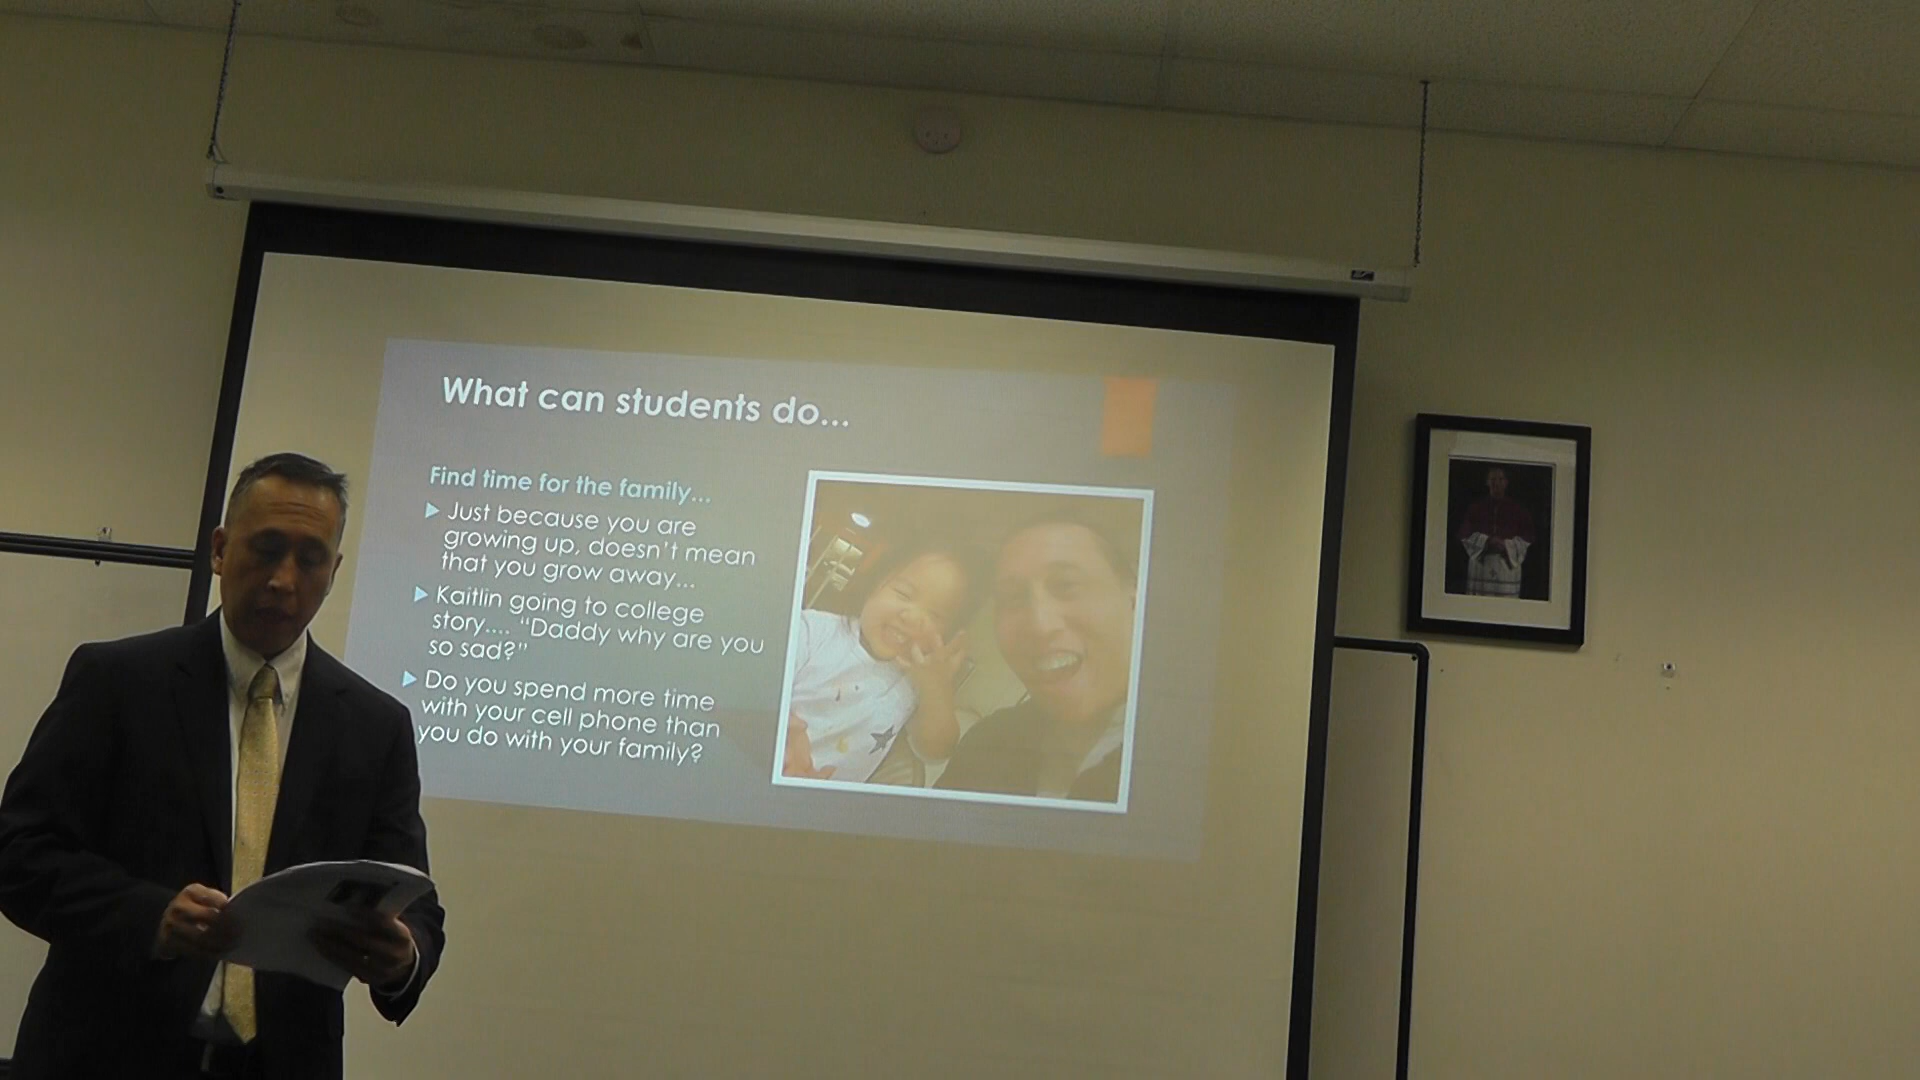 What can students do...
Find time for the family...
Just because you are
growing up, doesn't mean
that you grow away...
Kaitlin going to college
story.... "Daddy why are you
so sad?"
Do you spend more time
with your cell phone than
you do with your family?